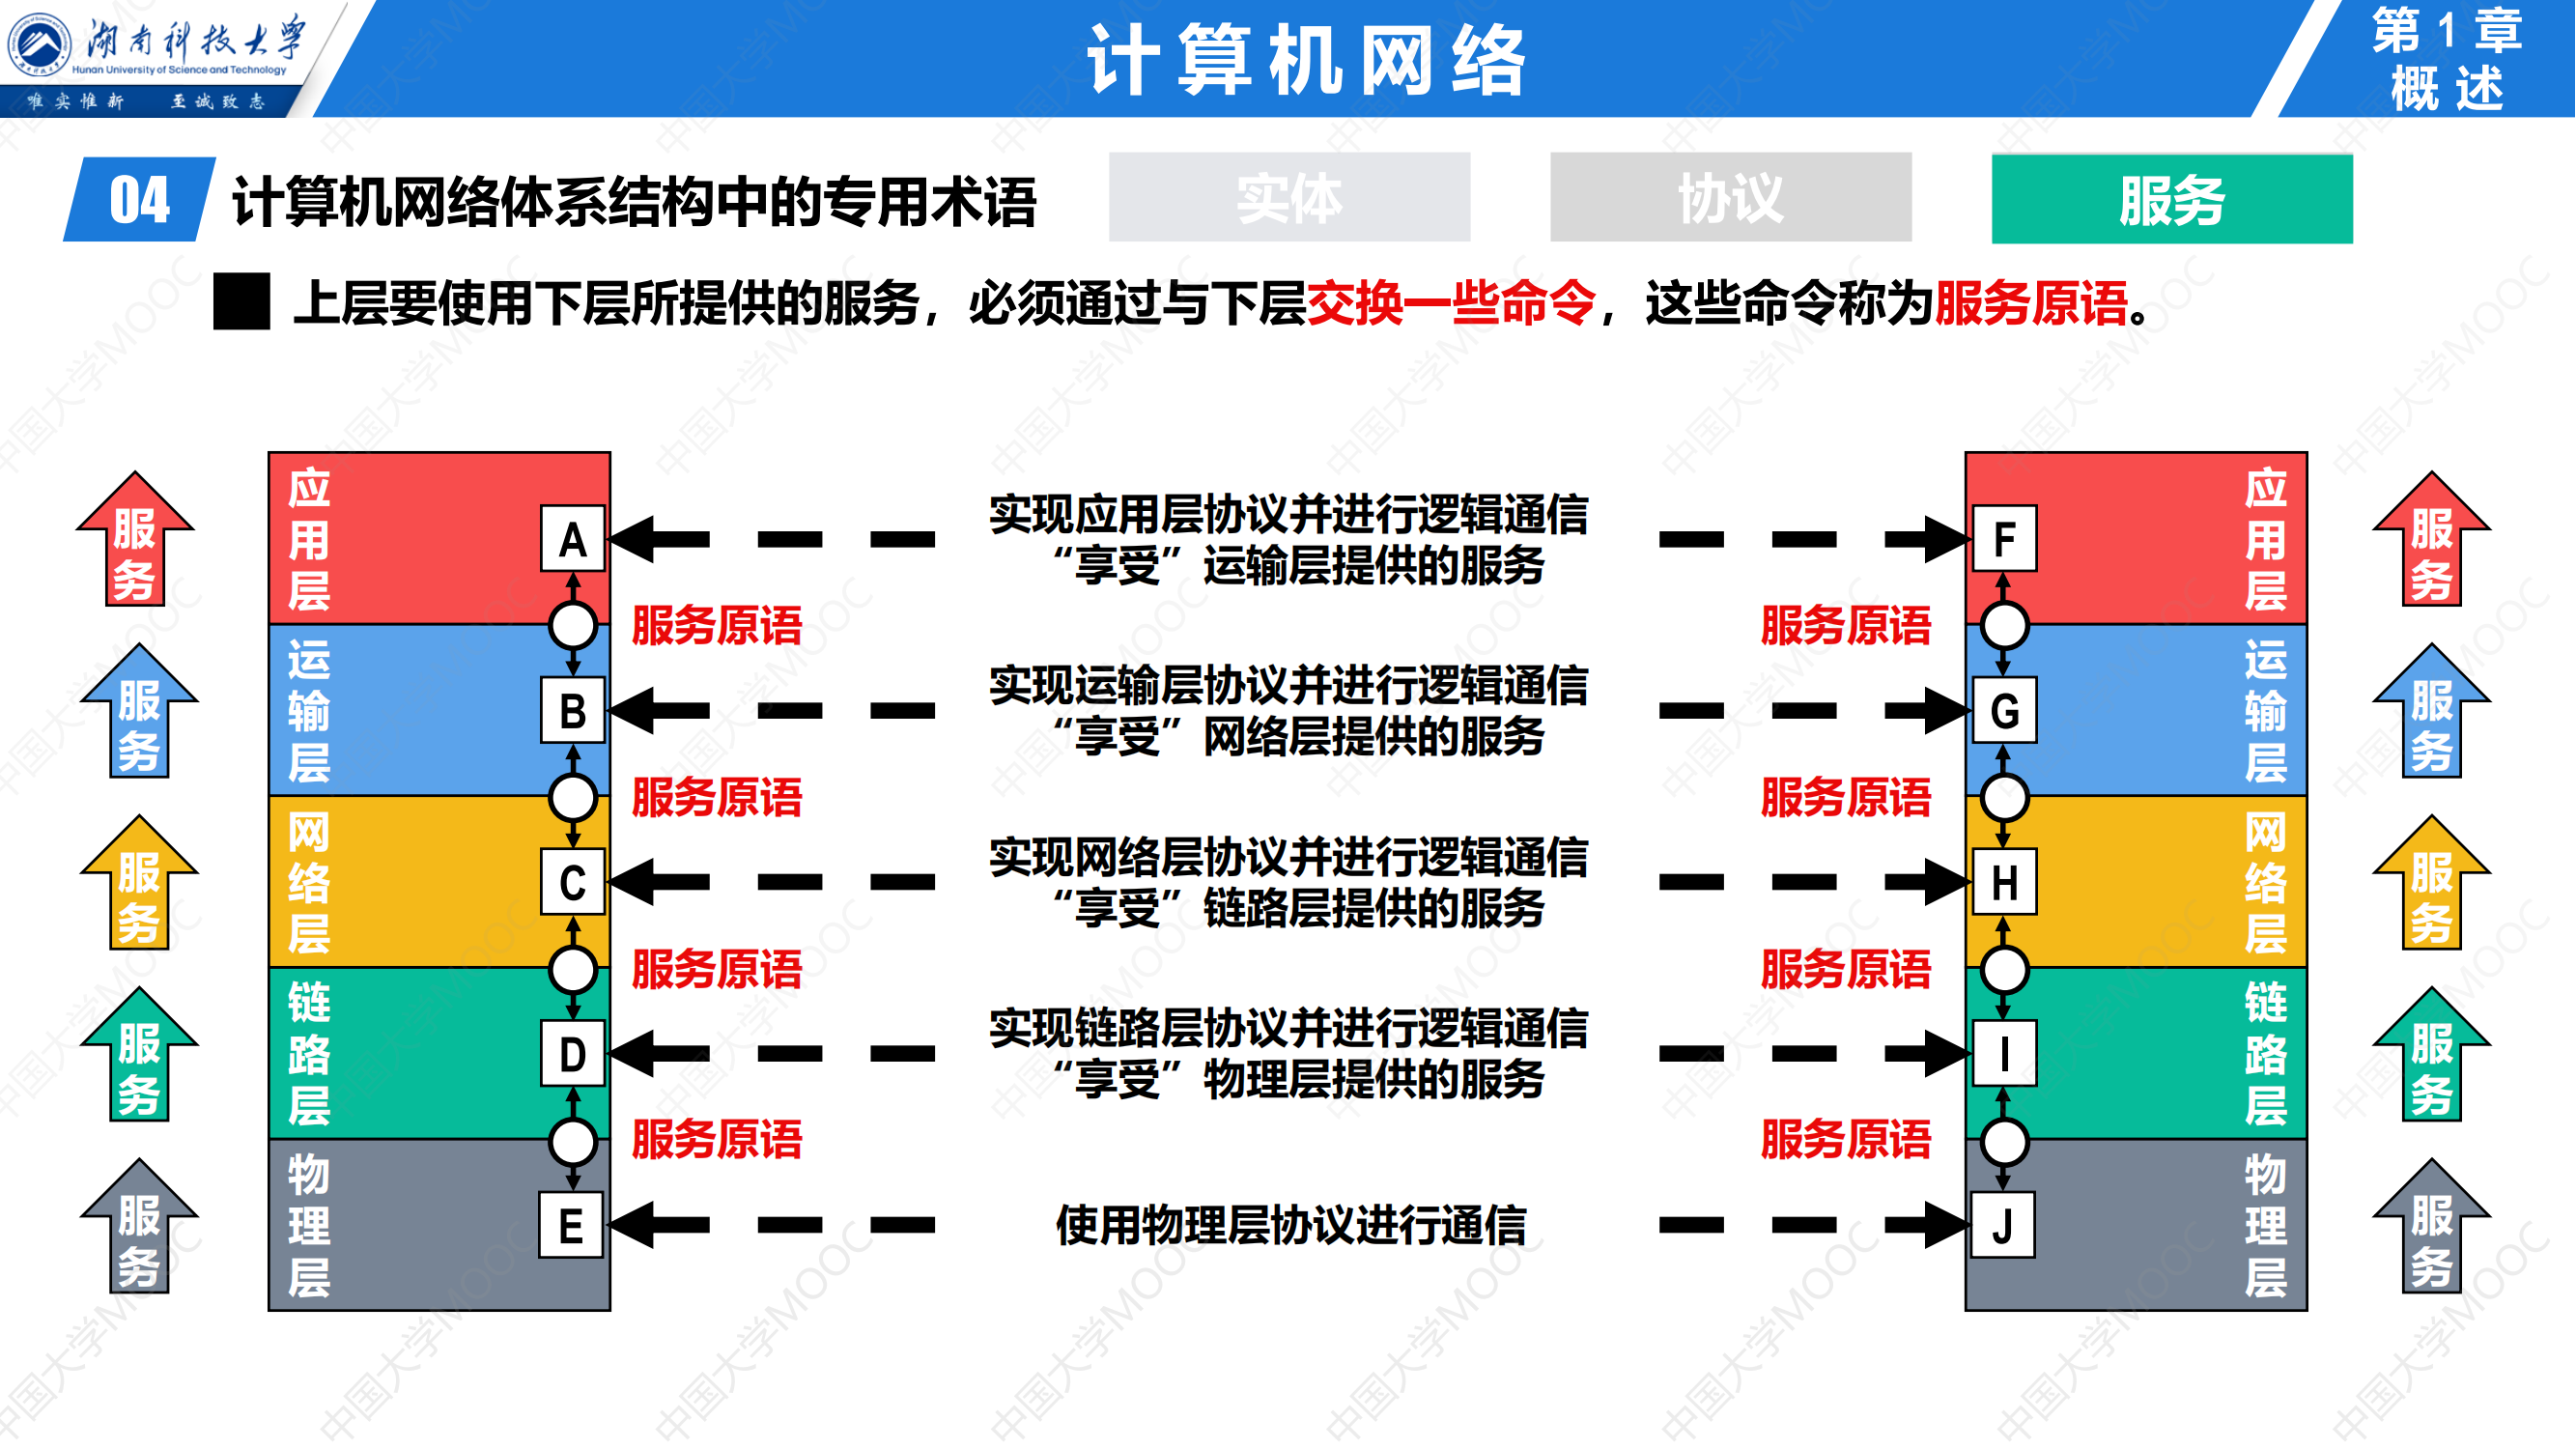 湖南科技大学
Hunan University of Science and Technology
唯实惟新 至诚致志
计算机网络
第1章
概述
04 计算机网络体系结构中的专用术语
实体 协议 服务
上层要使用下层所提供的服务，必须通过与下层交换一些命令，这些命令称为服务原语。
服务 应用层 A
实现应用层协议并进行逻辑通信
“享受”运输层提供的服务
F 应用层 服务
服务原语 服务原语
服务 运输层 B
实现运输层协议并进行逻辑通信
“享受”网络层提供的服务
G 运输层 服务
服务原语 服务原语
服务 网络层 C
实现网络层协议并进行逻辑通信
“享受”链路层提供的服务
H 网络层 服务
服务原语 服务原语
服务 链路层 D
实现链路层协议并进行逻辑通信
“享受”物理层提供的服务
I 链路层 服务
服务原语 服务原语
服务 物理层 E
使用物理层协议进行通信
J 物理层 服务
中国大学MOOC